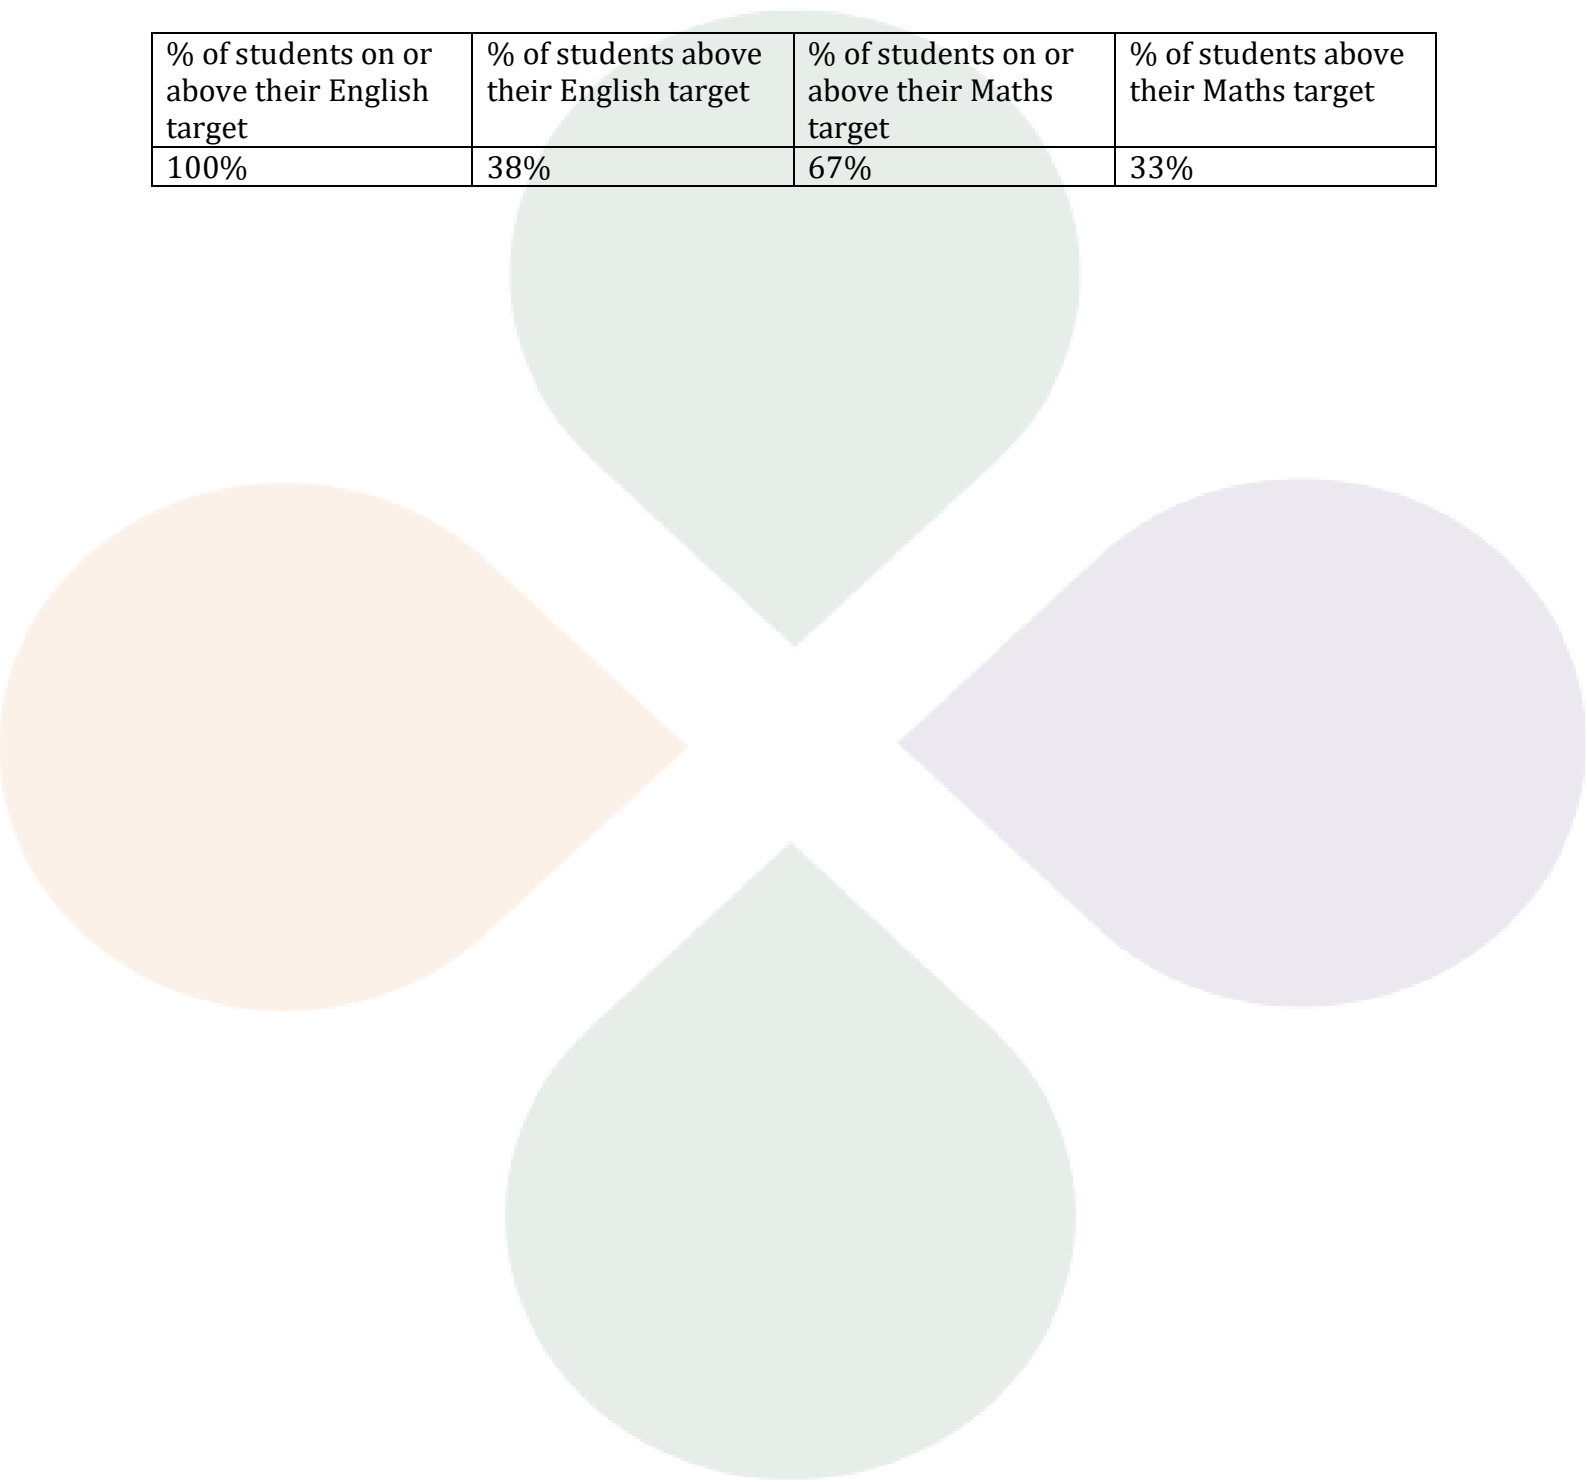 % of students on or
above their English
target
% of students above
their English target
% of students on or
above their Maths
target
% of students above
their Maths target
100%
38%
67%
33%